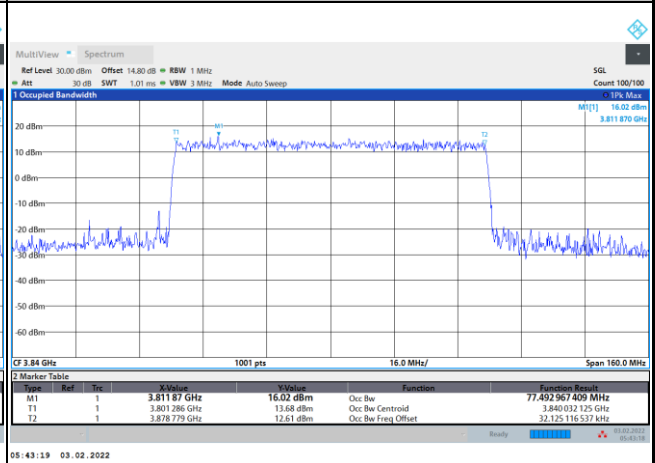 MultiView Spectrum
Ref Level 30.00 dBm Offset 14.80 dB RBW 1 MHz SGL
Att 30 dB SWT 1.01 ms VBW 3 MHz Mode Auto Sweep Count 100/100
1 Occupied Bandwidth 1Pk Max
M1[1] 16.02 dBm
3.811 870 GHz
20 dBm
T1 M1 T2
10 dBm
0 dBm
-10 dBm
-20 dBm
-30 dBm
-40 dBm
-50 dBm
-60 dBm
CF 3.84 GHz 1001 pts 16.0 MHz/ Span 160.0 MHz
2 Marker Table
Type Ref Trc X-Value Y-Value Function Function Result
M1 1 3.811 87 GHz 16.02 dBm Occ Bw 77.492 967 409 MHz
T1 1 3.801 286 GHz 13.68 dBm Occ Bw Centroid 3.840 032 125 GHz
T2 1 3.878 779 GHz 12.61 dBm Occ Bw Freq Offset 32.125 116 537 kHz
Ready 03.02.2022
05:43:19
05:43:19 03.02.2022